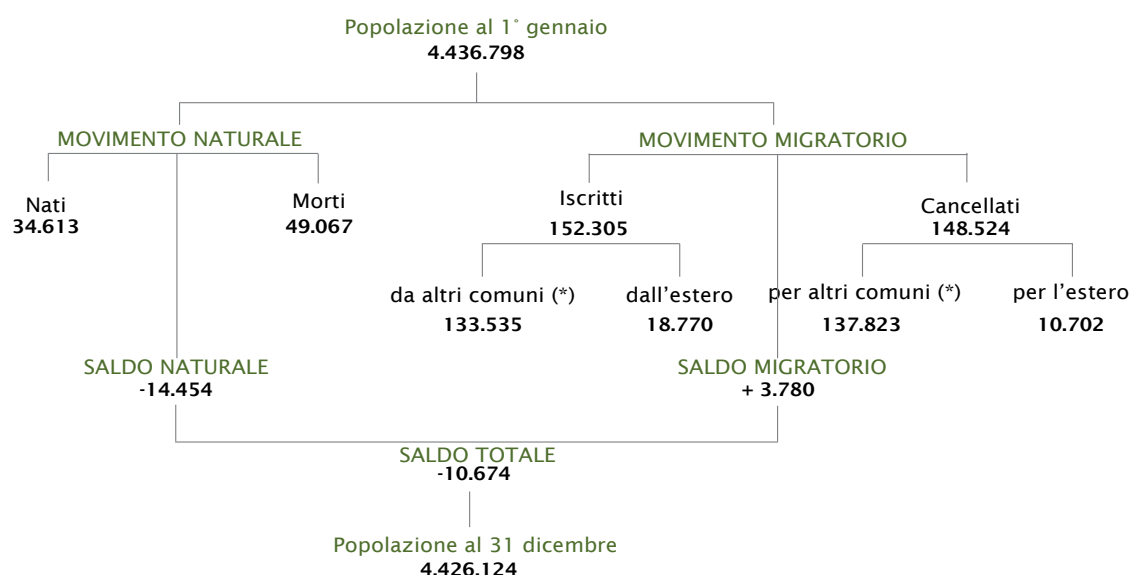 Popolazione al 1° gennaio
4.436.798
MOVIMENTO NATURALE
MOVIMENTO MIGRATORIO
Nati
34.613
Morti
49.067
Iscritti
152.305
Cancellati
148.524
da altri comuni (*)
133.535
dall'estero
18.770
per altri comuni (*)
137.823
per l'estero
10.702
SALDO NATURALE
-14.454
SALDO MIGRATORIO
+ 3.780
SALDO TOTALE
-10.674
Popolazione al 31 dicembre
4.426.124